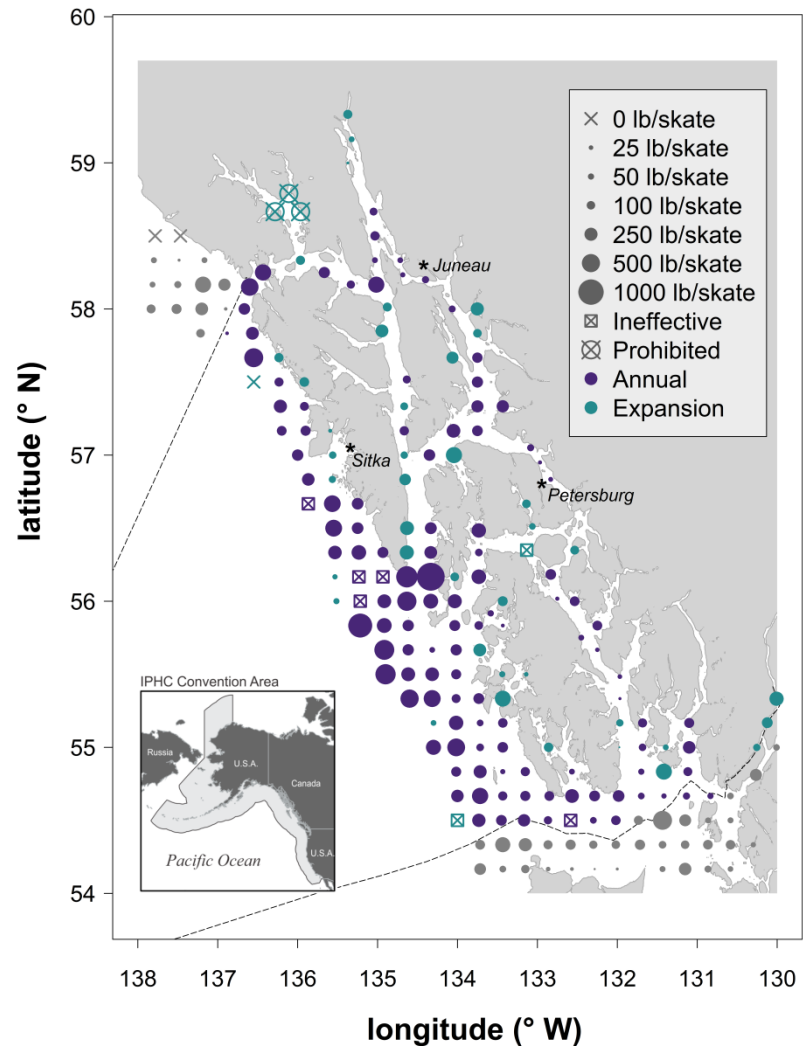 60
59
58
57
56
55
54
latitude (° N)
0 lb/skate
25 lb/skate
50 lb/skate
100 lb/skate
250 lb/skate
500 lb/skate
1000 lb/skate
Ineffective
Prohibited
Annual
Expansion
* Juneau
* Sitka
* Petersburg
IPHC Convention Area
Russia
U.S.A.
Canada
U.S.A.
Pacific Ocean
138 137 136 135 134 133 132 131 130
longitude (° W)